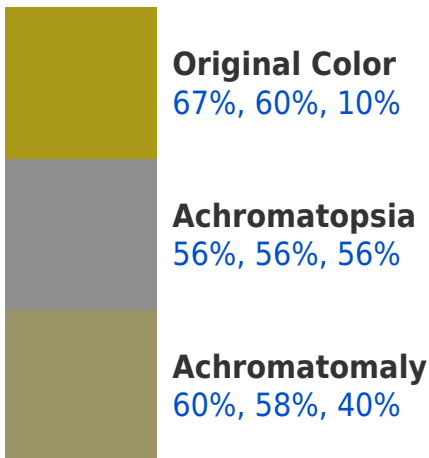 Original Color
67%, 60%, 10%
Achromatopsia
56%, 56%, 56%
Achromatomaly
60%, 58%, 40%